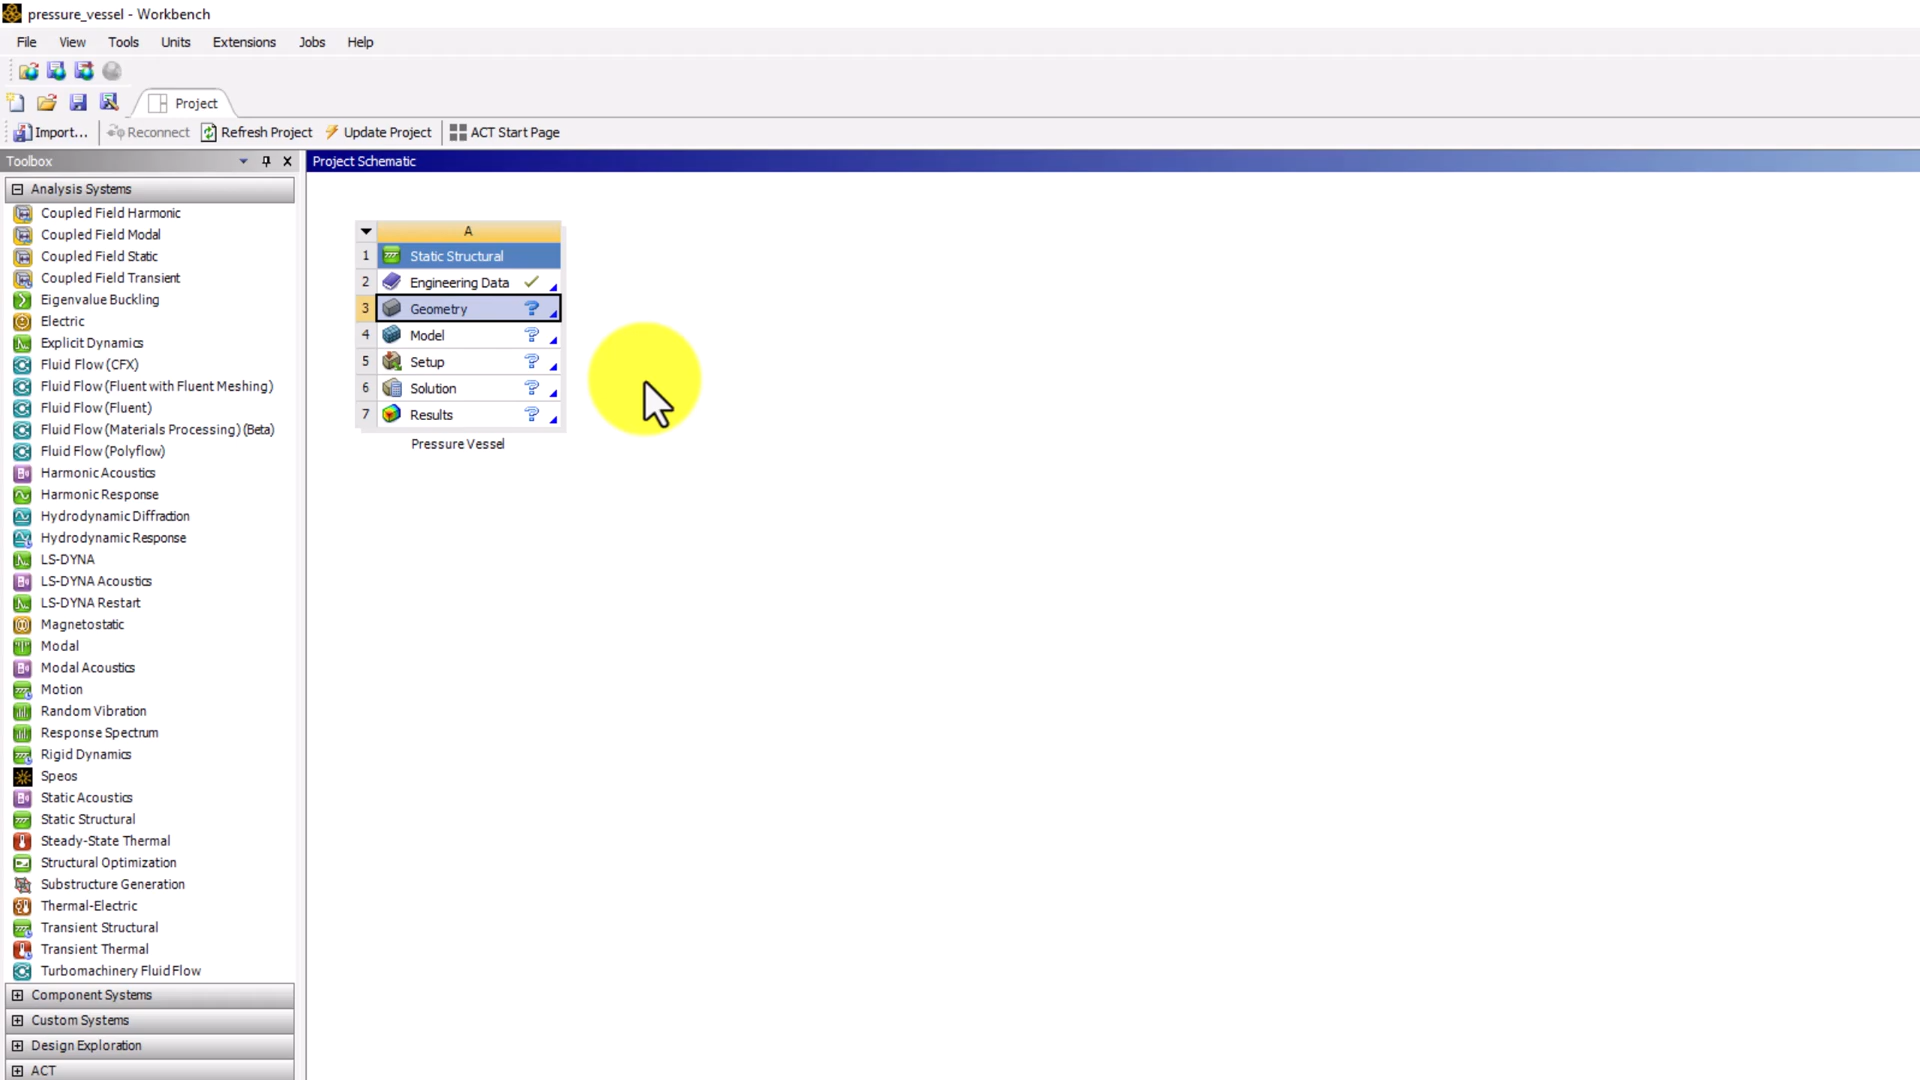 pressure_vessel - Workbench
File View Tools Units Extensions Jobs Help
Project
Import... Reconnect Refresh Project Update Project ACT Start Page
Toolbox
Analysis Systems
Coupled Field Harmonic
Coupled Field Modal
Coupled Field Static
Coupled Field Transient
Eigenvalue Buckling
Electric
Explicit Dynamics
Fluid Flow (CFX)
Fluid Flow (Fluent with Fluent Meshing)
Fluid Flow (Fluent)
Fluid Flow (Materials Processing) (Beta)
Fluid Flow (Polyflow)
Harmonic Acoustics
Harmonic Response
Hydrodynamic Diffraction
Hydrodynamic Response
LS-DYNA
LS-DYNA Acoustics
LS-DYNA Restart
Magnetostatic
Modal
Modal Acoustics
Motion
Random Vibration
Response Spectrum
Rigid Dynamics
Speos
Static Acoustics
Static Structural
Steady-State Thermal
Structural Optimization
Substructure Generation
Thermal-Electric
Transient Structural
Transient Thermal
Turbomachinery Fluid Flow
Component Systems
Custom Systems
Design Exploration
ACT
Project Schematic
A
1 Static Structural
2 Engineering Data
3 Geometry ?
4 Model ?
5 Setup ?
6 Solution ?
7 Results ?
Pressure Vessel